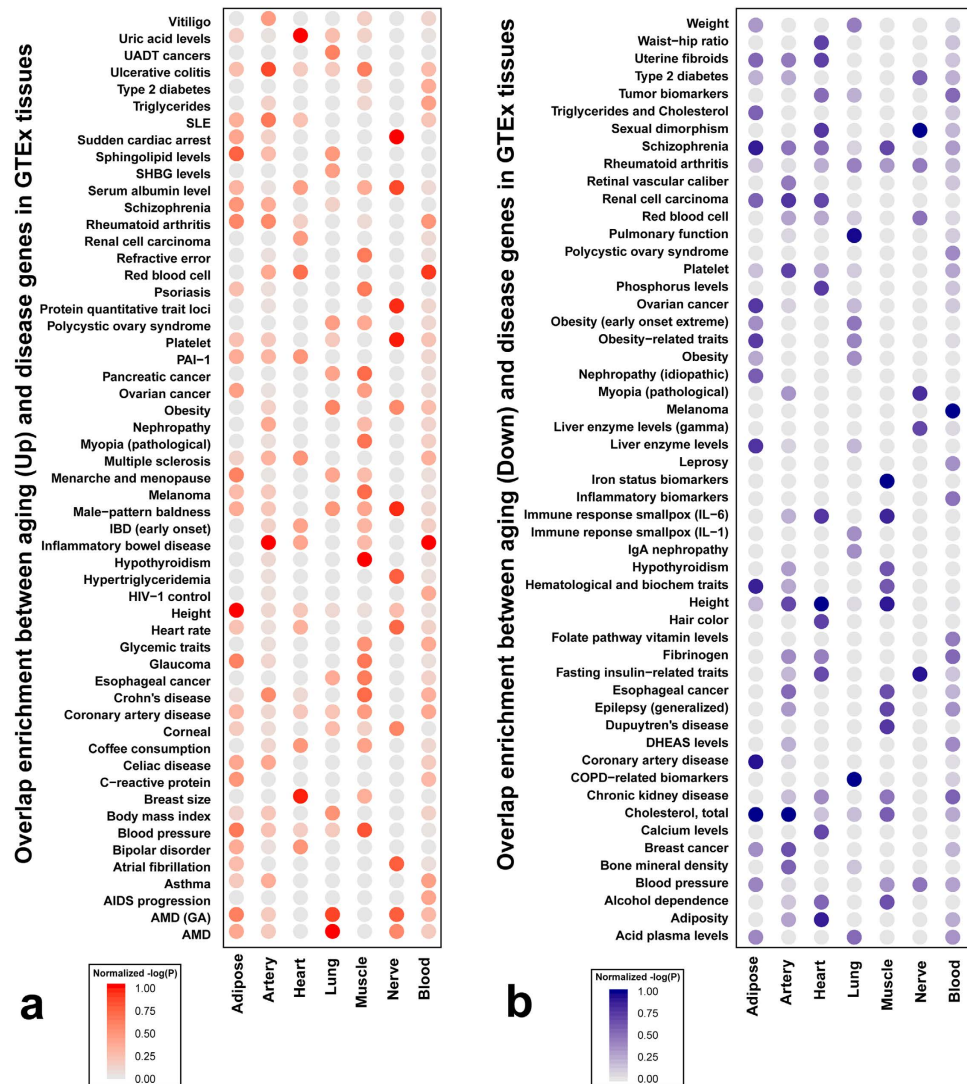 Overlap enrichment between aging (Up) and disease genes in GTEx tissues
Vitiligo
Uric acid levels
UADT cancers
Ulcerative colitis
Type 2 diabetes
Triglycerides
SLE
Sudden cardiac arrest
Sphingolipid levels
SHBG levels
Serum albumin level
Schizophrenia
Rheumatoid arthritis
Renal cell carcinoma
Refractive error
Red blood cell
Psoriasis
Protein quantitative trait loci
Polycystic ovary syndrome
Platelet
PAI−1
Pancreatic cancer
Ovarian cancer
Obesity
Nephropathy
Myopia (pathological)
Multiple sclerosis
Menarche and menopause
Melanoma
Male−pattern baldness
IBD (early onset)
Inflammatory bowel disease
Hypothyroidism
Hypertriglyceridemia
HIV−1 control
Height
Heart rate
Glycemic traits
Glaucoma
Esophageal cancer
Crohn's disease
Coronary artery disease
Corneal
Coffee consumption
Celiac disease
C−reactive protein
Breast size
Body mass index
Blood pressure
Bipolar disorder
Atrial fibrillation
Asthma
AIDS progression
AMD (GA)
AMD
Adipose
Artery
Heart
Lung
Muscle
Nerve
Blood
a
Normalized -log(P)
1.00
0.75
0.50
0.25
0.00
Overlap enrichment between aging (Down) and disease genes in GTEx tissues
Weight
Waist−hip ratio
Uterine fibroids
Type 2 diabetes
Tumor biomarkers
Triglycerides and Cholesterol
Sexual dimorphism
Schizophrenia
Rheumatoid arthritis
Retinal vascular caliber
Renal cell carcinoma
Red blood cell
Pulmonary function
Polycystic ovary syndrome
Platelet
Phosphorus levels
Ovarian cancer
Obesity (early onset extreme)
Obesity−related traits
Obesity
Nephropathy (idiopathic)
Myopia (pathological)
Melanoma
Liver enzyme levels (gamma)
Liver enzyme levels
Leprosy
Iron status biomarkers
Inflammatory biomarkers
Immune response smallpox (IL−6)
Immune reponse smallpox (IL−1)
IgA nephropathy
Hypothyroidism
Hematological and biochem traits
Height
Hair color
Folate pathway vitamin levels
Fibrinogen
Fasting insulin−related traits
Esophageal cancer
Epilepsy (generalized)
Dupuytren's disease
DHEAS levels
Coronary artery disease
COPD−related biomarkers
Chronic kidney disease
Cholesterol, total
Calcium levels
Breast cancer
Bone mineral density
Blood pressure
Alcohol dependence
Adiposity
Acid plasma levels
Adipose
Artery
Heart
Lung
Muscle
Nerve
Blood
b
Normalized -log(P)
1.00
0.75
0.50
0.25
0.00